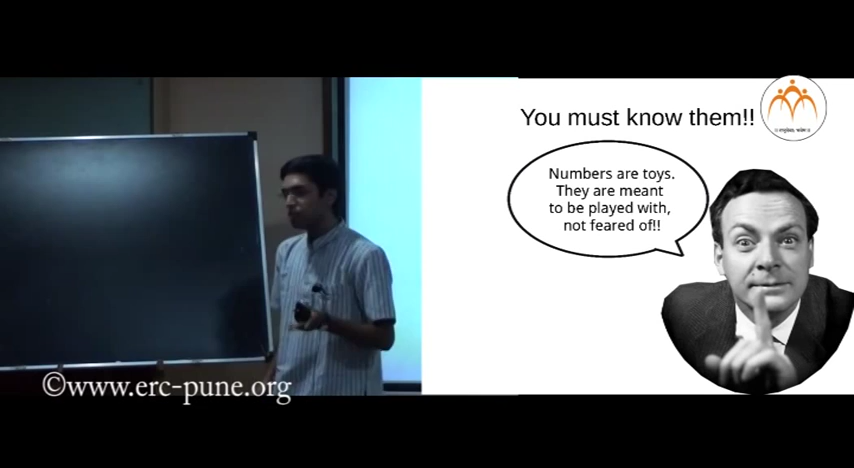 You must know them!!
Numbers are toys.
They are meant
to be played with,
not feared of!!
©www.erc-pune.org